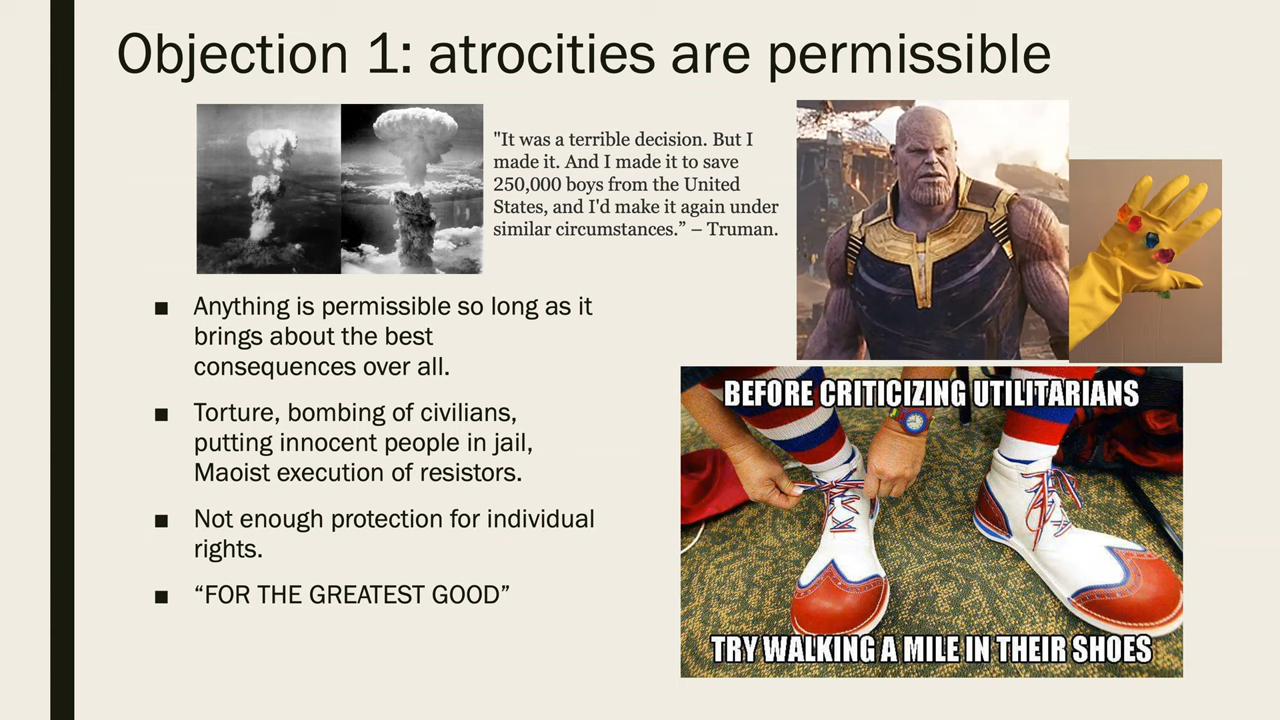 Objection 1: atrocities are permissible
"It was a terrible decision. But I
made it. And I made it to save
250,000 boys from the United
States, and I'd make it again under
similar circumstances.” – Truman.
■ Anything is permissible so long as it
brings about the best
consequences over all.
■ Torture, bombing of civilians,
putting innocent people in jail,
Maoist execution of resistors.
■ Not enough protection for individual
rights.
■ “FOR THE GREATEST GOOD”
BEFORE CRITICIZING UTILITARIANS
TRY WALKING A MILE IN THEIR SHOES